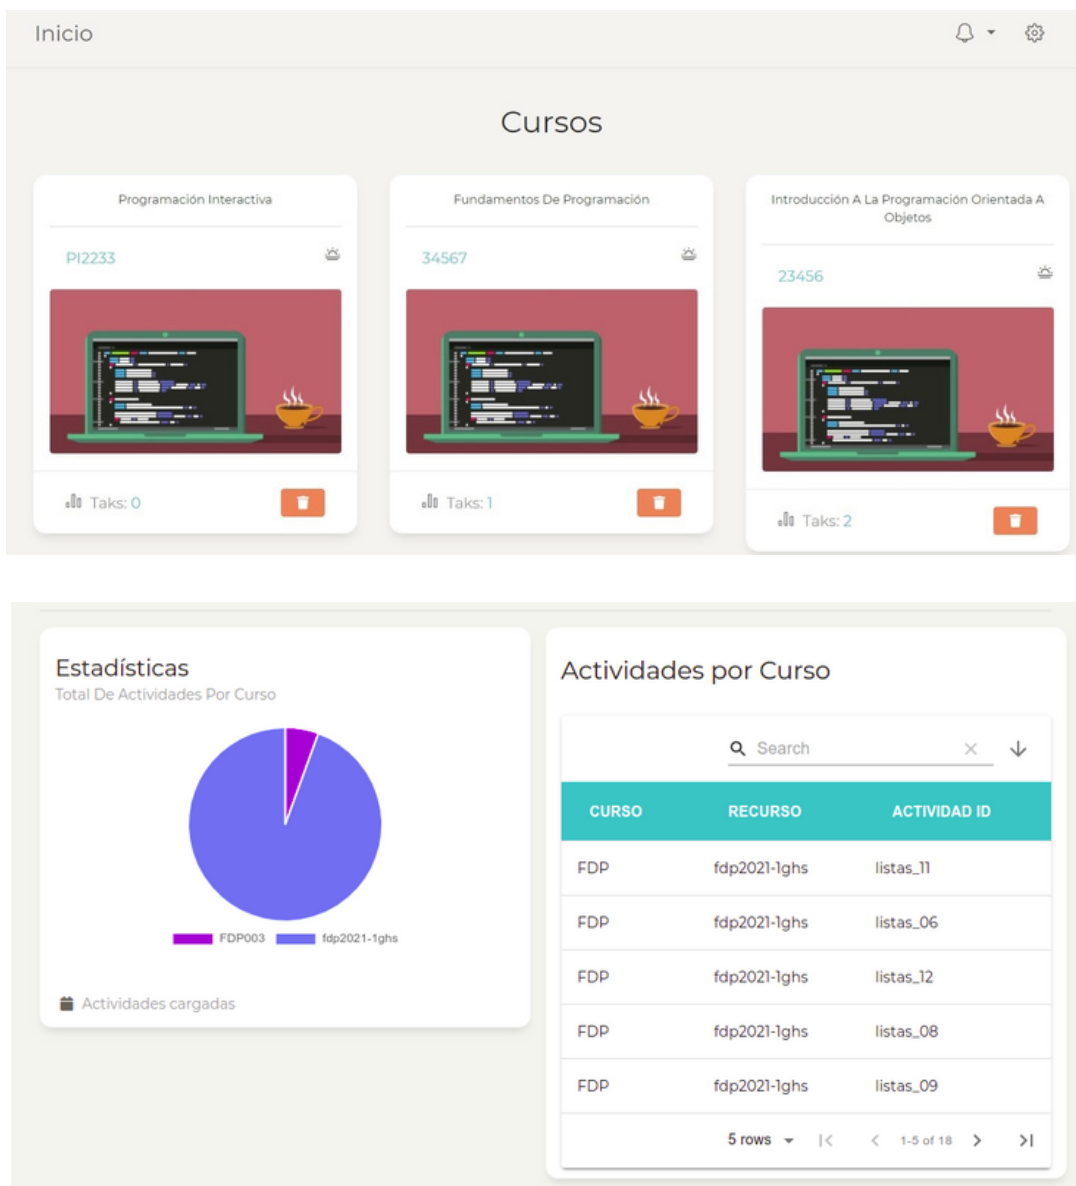 Inicio
Cursos
Programación Interactiva
PI2233
Taks: 0
Fundamentos De Programación
34567
Taks: 1
Introducción A La Programación Orientada A
Objetos
23456
Taks: 2
Estadísticas
Total De Actividades Por Curso
FDP003 fdp2021-1ghs
Actividades cargadas
Actividades por Curso
Search
CURSO RECURSO ACTIVIDAD ID
FDP fdp2021-1ghs listas_11
FDP fdp2021-1ghs listas_06
FDP fdp2021-1ghs listas_12
FDP fdp2021-1ghs listas_08
FDP fdp2021-1ghs listas_09
5 rows 1-5 of 18